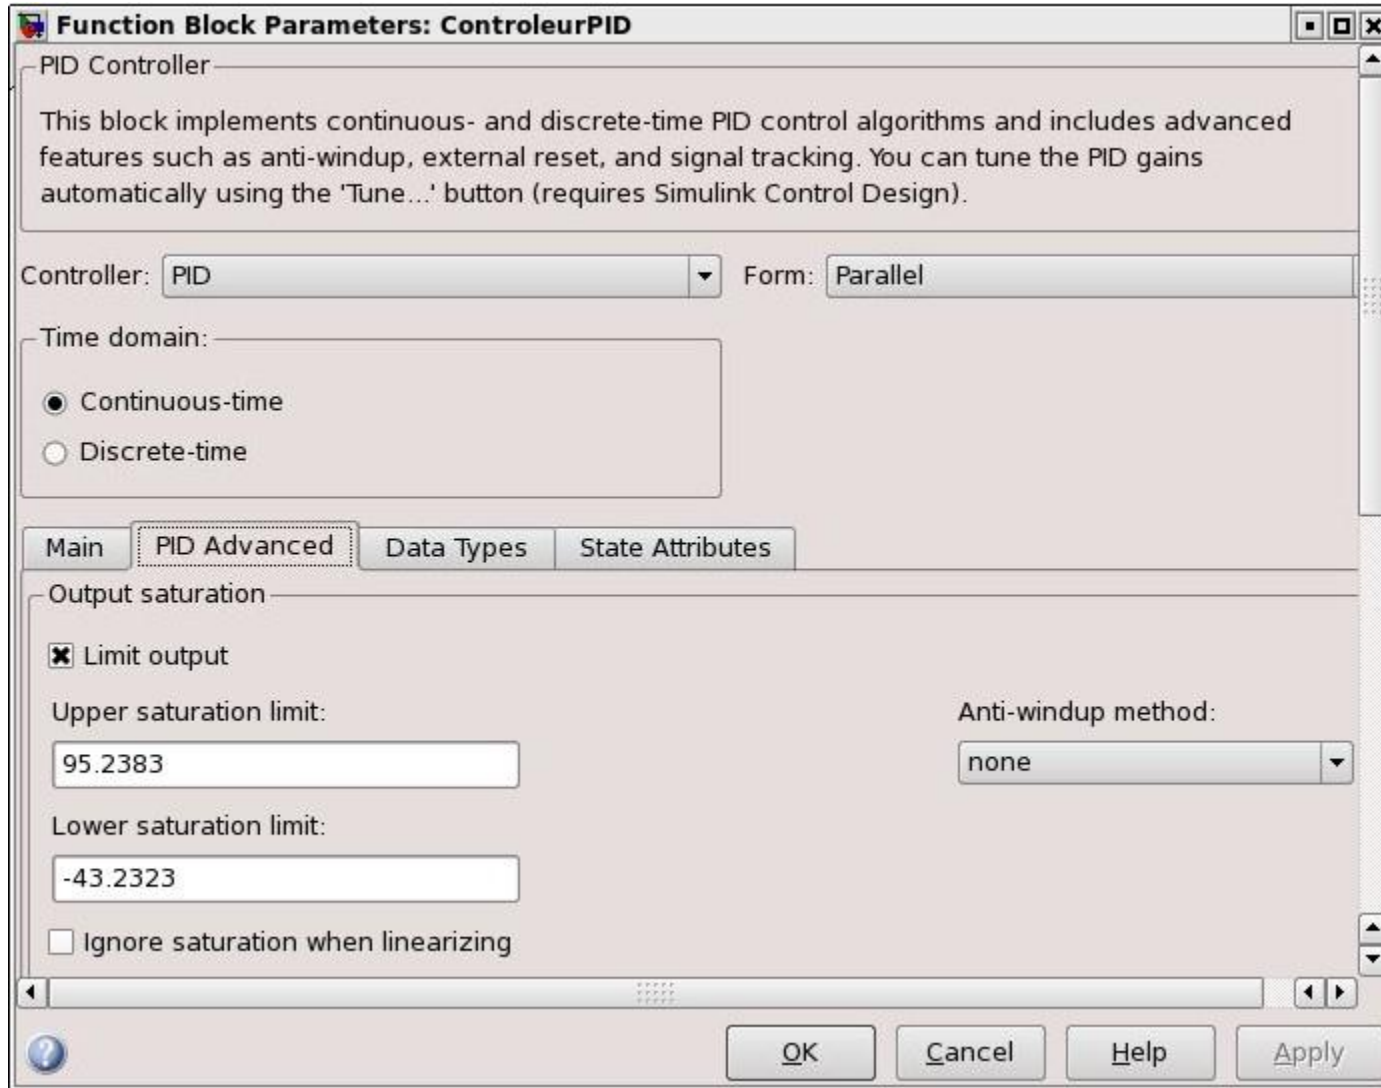 Function Block Parameters: ControleurPID
PID Controller
This block implements continuous- and discrete-time PID control algorithms and includes advanced
features such as anti-windup, external reset, and signal tracking. You can tune the PID gains
automatically using the 'Tune...' button (requires Simulink Control Design).
Controller: PID Form: Parallel
Time domain:
Continuous-time
Discrete-time
Main PID Advanced Data Types State Attributes
Output saturation
Limit output
Upper saturation limit: Anti-windup method:
95.2383 none
Lower saturation limit:
-43.2323
Ignore saturation when linearizing
OK Cancel Help Apply